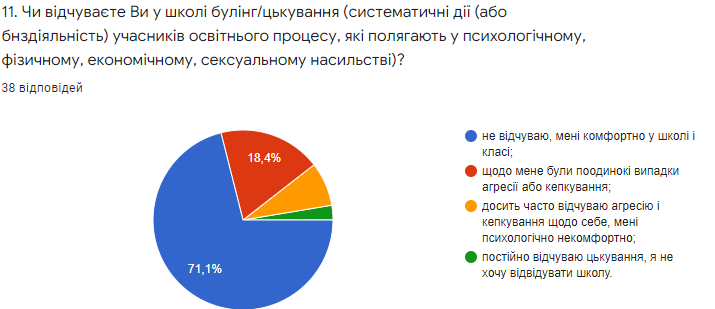 11. Чи відчуваєте Ви у школі булінг/цькування (систематичні дії (або
бнздіяльність) учасників освітнього процесу, які полягають у психологічному,
фізичному, економічному, сексуальному насильстві)?
38 відповідей
18,4%
71,1%
не відчуваю, мені комфортно у школі і
класі;
щодо мене були поодинокі випадки
агресії або кепкування;
досить часто відчуваю агресію і
кепкування щодо себе, мені
психологічно некомфортно;
постійно відчуваю цькування, я не
хочу відвідувати школу.